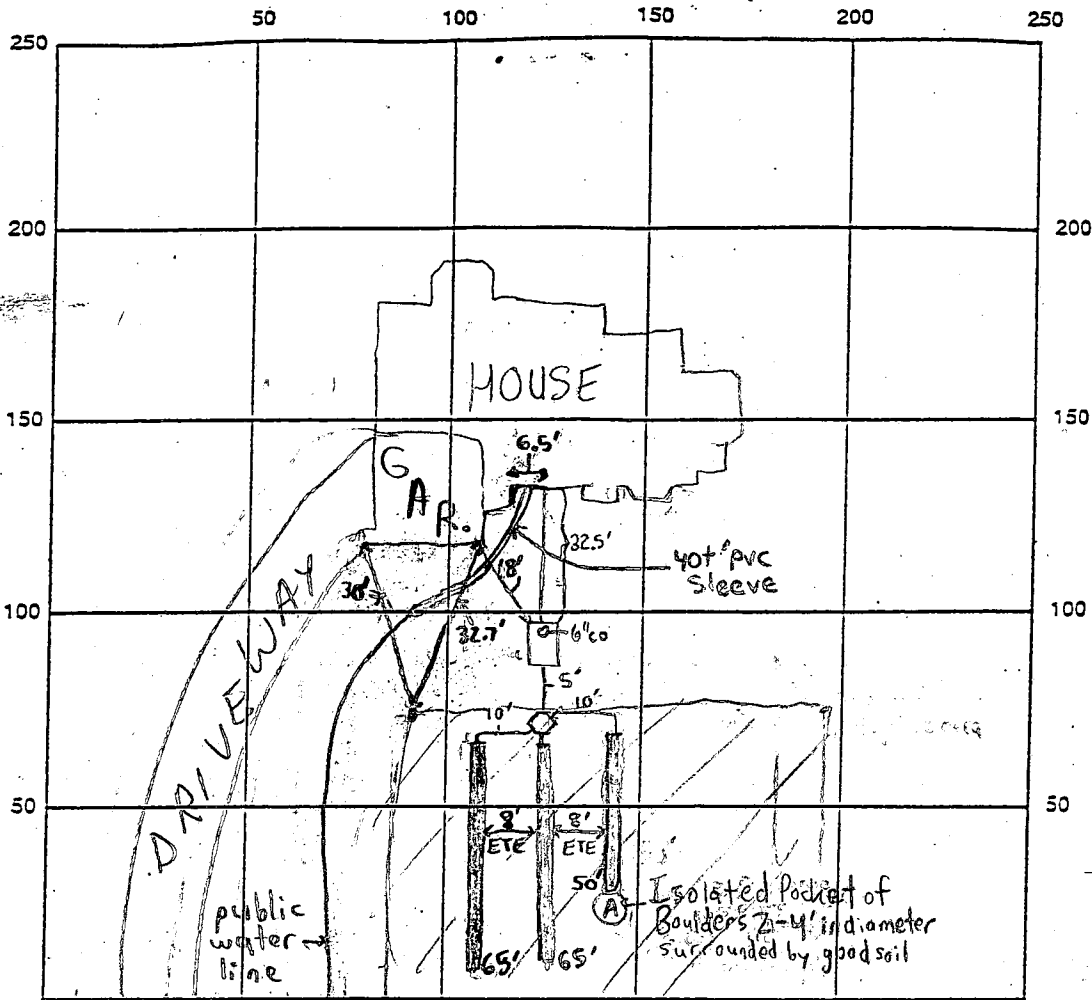 50 100 150 200 250
250
200 200
HOUSE
150 150
6.5'
GAR.
32.5'
40+' PVC
Sleeve
18'
30'
100 100
32.7'
6" CO
DRIVEWAY
5'
10' 10'
50 50
8' 8'
ETE ETE
50'
A
Isolated Pocket of
Boulders 2-4' in diameter
surrounded by good soil
public
water
line
65' 65'